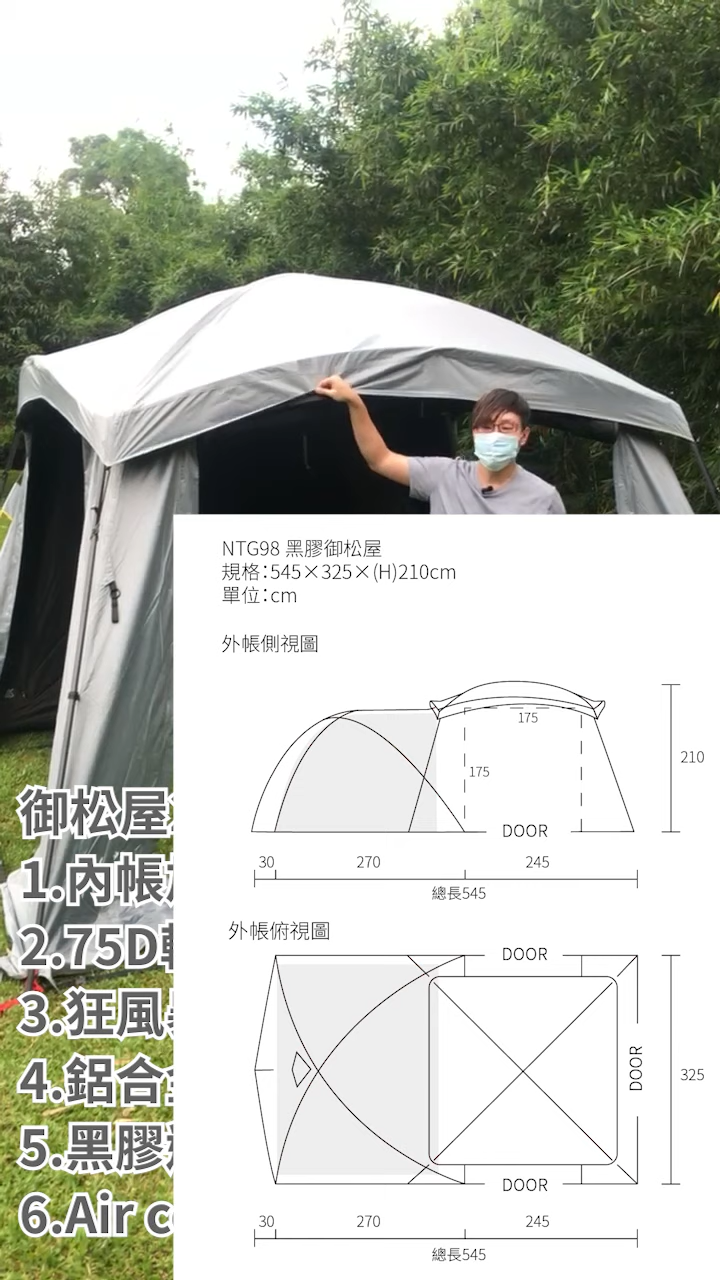 NTG98 黑膠御松屋
規格:545×325×(H)210cm
單位:cm
外帳側視圖
175
175
210
DOOR
30
270
245
總長545
外帳俯視圖
DOOR
DOOR
325
DOOR
30
270
245
總長545
御松屋
1.內帳
2.75D
3.狂風
4.鋁合
5.黑膠
6.Air c